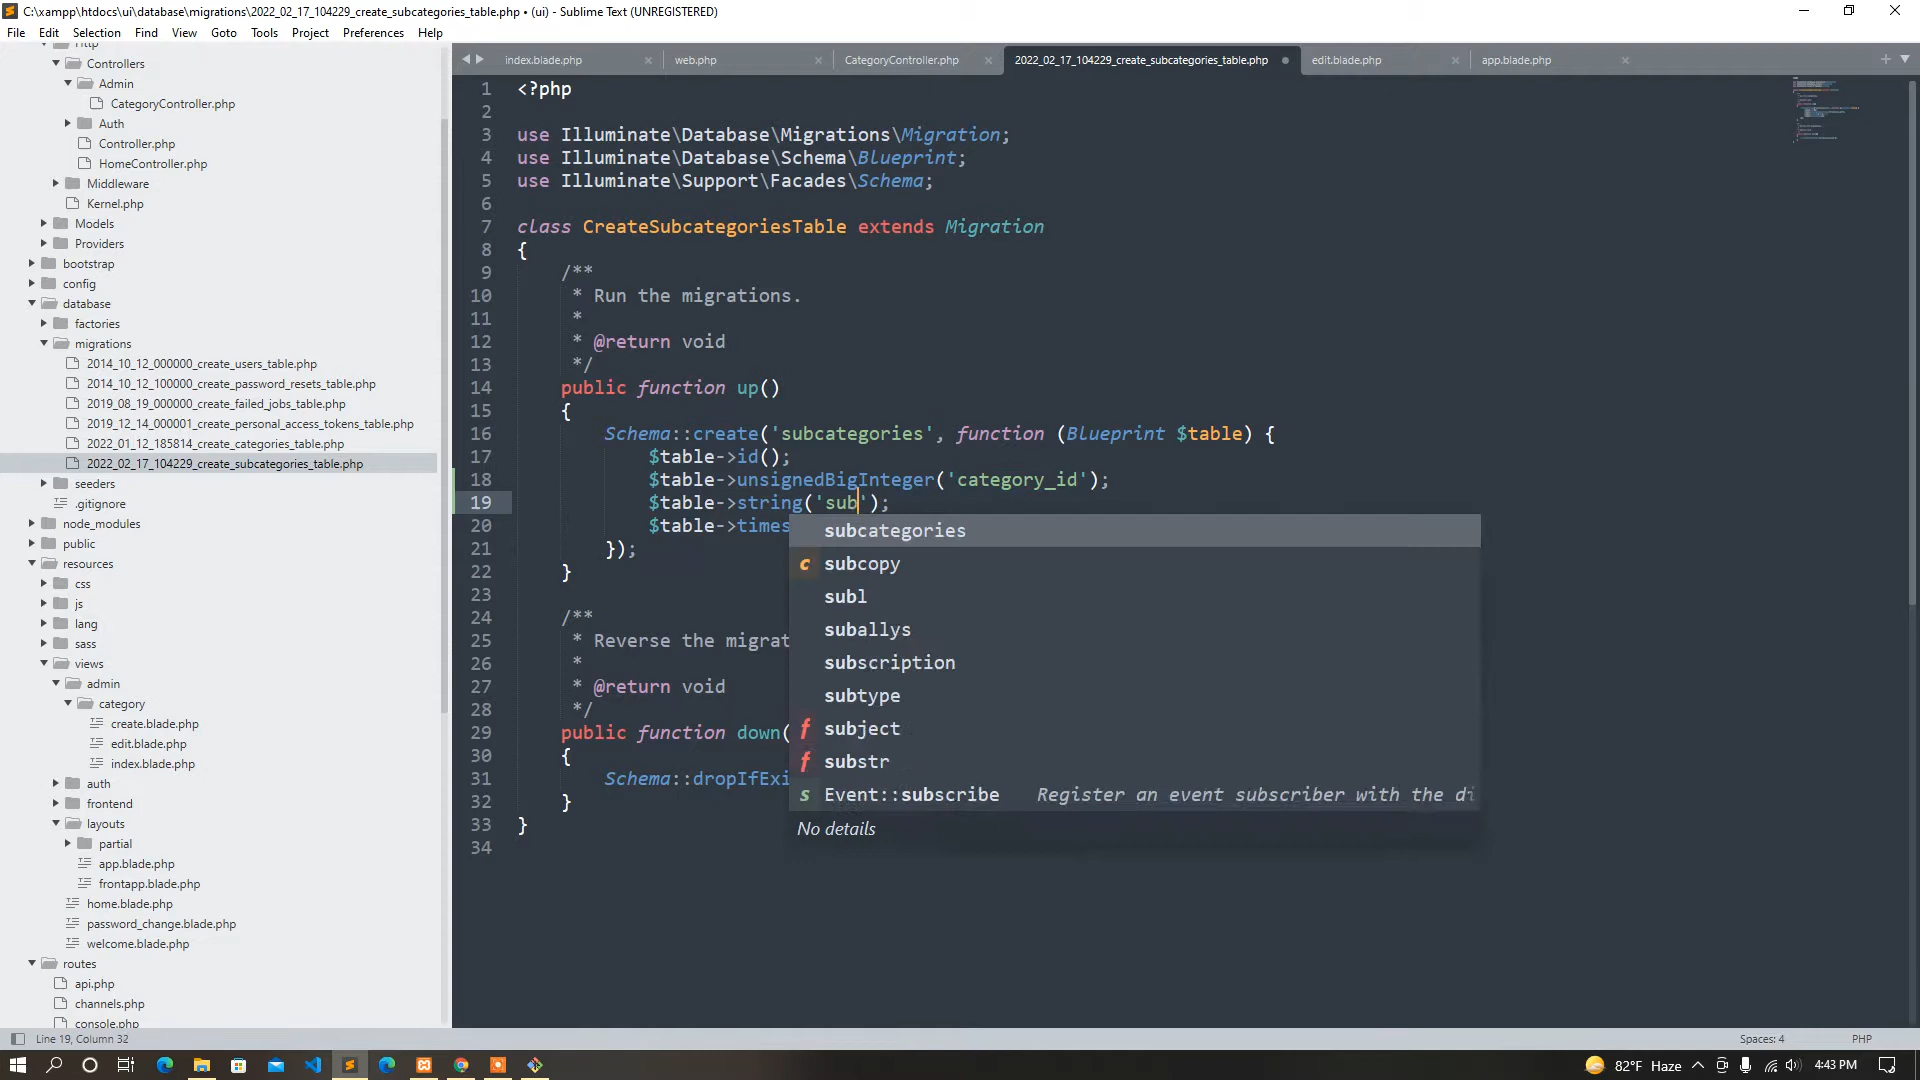 C:\xampp\htdocs\ui\database\migrations\2022_02_17_104229_create_subcategories_table.php • (ui) - Sublime Text (UNREGISTERED)
File Edit Selection Find View Goto Tools Project Preferences Help
Http
Controllers
Admin
CategoryController.php
Auth
Controller.php
HomeController.php
Middleware
Kernel.php
Models
Providers
bootstrap
config
database
factories
migrations
2014_10_12_000000_create_users_table.php
2014_10_12_100000_create_password_resets_table.php
2019_08_19_000000_create_failed_jobs_table.php
2019_12_14_000001_create_personal_access_tokens_table.php
2022_01_12_185814_create_categories_table.php
2022_02_17_104229_create_subcategories_table.php
seeders
.gitignore
node_modules
public
resources
css
js
lang
sass
views
admin
category
create.blade.php
edit.blade.php
index.blade.php
auth
frontend
layouts
partial
app.blade.php
frontapp.blade.php
home.blade.php
password_change.blade.php
welcome.blade.php
routes
api.php
channels.php
console.php
index.blade.php web.php CategoryController.php 2022_02_17_104229_create_subcategories_table.php edit.blade.php app.blade.php
1 <?php
2
3 use Illuminate\Database\Migrations\Migration;
4 use Illuminate\Database\Schema\Blueprint;
5 use Illuminate\Support\Facades\Schema;
6
7 class CreateSubcategoriesTable extends Migration
8 {
9 /**
10 * Run the migrations.
11 *
12 * @return void
13 */
14 public function up()
15 {
16 Schema::create('subcategories', function (Blueprint $table) {
17 $table->id();
18 $table->unsignedBigInteger('category_id');
19 $table->string('sub');
20 $table->times
21 });
22 }
23
24 /**
25 * Reverse the migrat
26 *
27 * @return void
28 */
29 public function down(
30 {
31 Schema::dropIfExi
32 }
33 }
34
subcategories
c subcopy
subl
suballys
subscription
subtype
f subject
f substr
s Event::subscribe Register an event subscriber with the di
No details
Line 19, Column 32 Spaces: 4 PHP
82°F Haze 4:43 PM